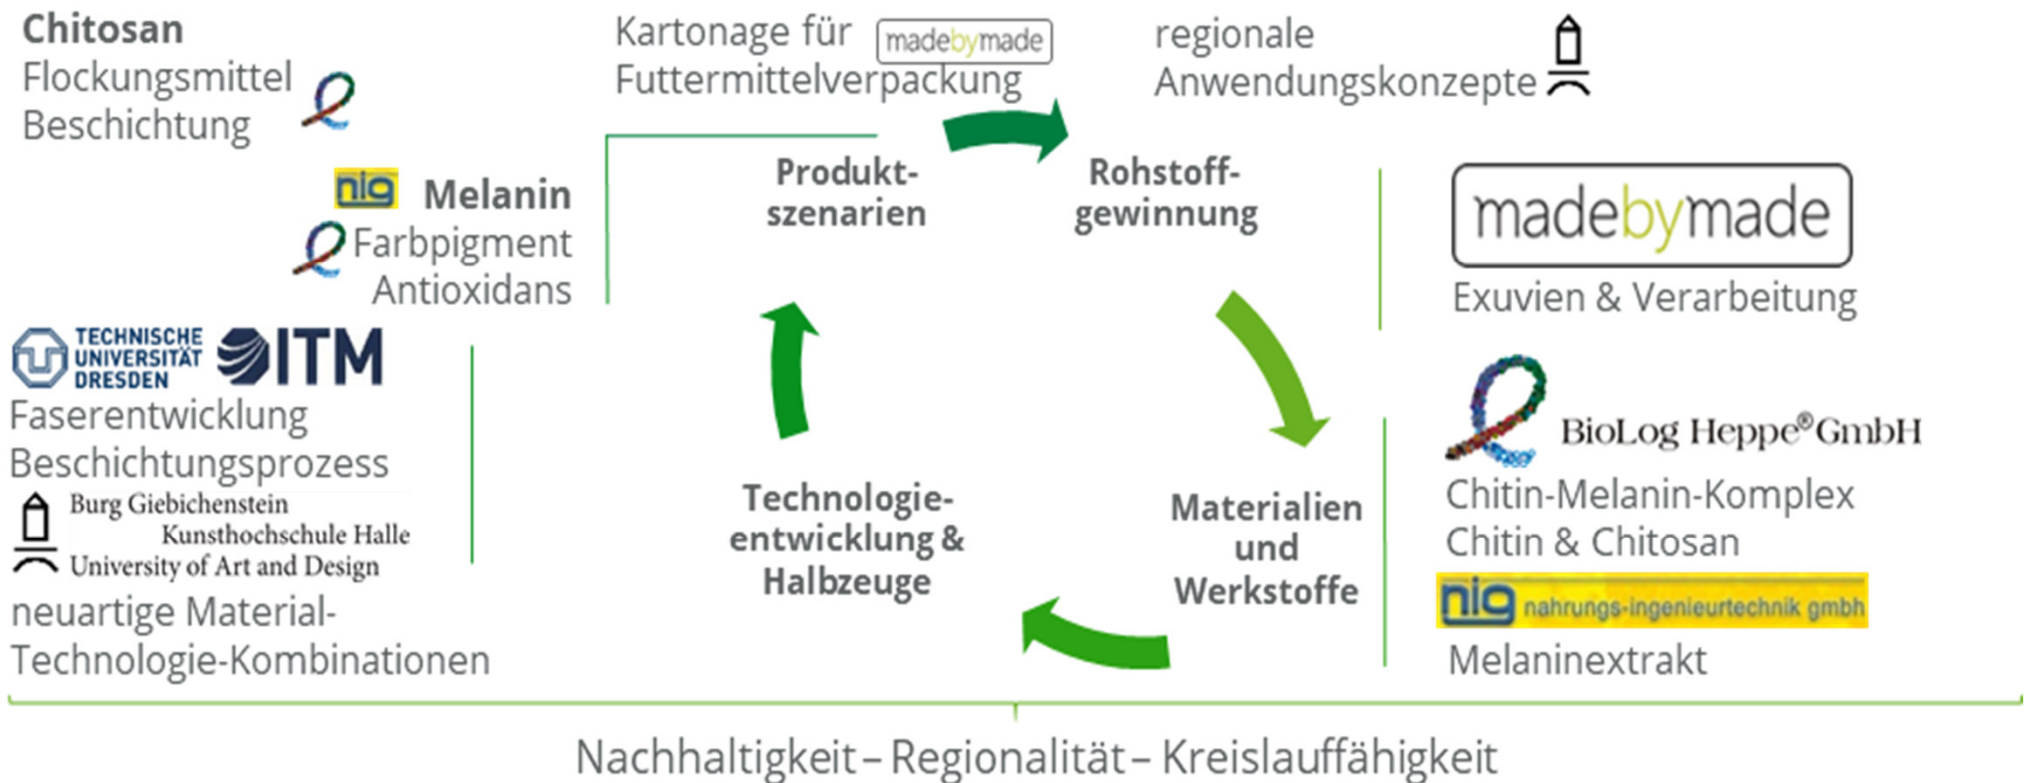 Chitosan
Flockungsmittel
Beschichtung
Kartonage für madebymade
Futtermittelverpackung
regionale
Anwendungskonzepte
nig Melanin
Farbpigment
Antioxidans
Produkt-
szenarien
Rohstoff-
gewinnung
madebymade
Exuvien & Verarbeitung
TECHNISCHE
UNIVERSITÄT
DRESDEN
ITM
Faserentwicklung
Beschichtungsprozess
Burg Giebichenstein
Kunsthochschule Halle
University of Art and Design
neuartige Material-
Technologie-Kombinationen
Technologie-
entwicklung &
Halbzeuge
Materialien
und
Werkstoffe
BioLog Heppe® GmbH
Chitin-Melanin-Komplex
Chitin & Chitosan
nig nahrungs-ingenieurtechnik gmbh
Melaninextrakt
Nachhaltigkeit – Regionalität – Kreislauffähigkeit